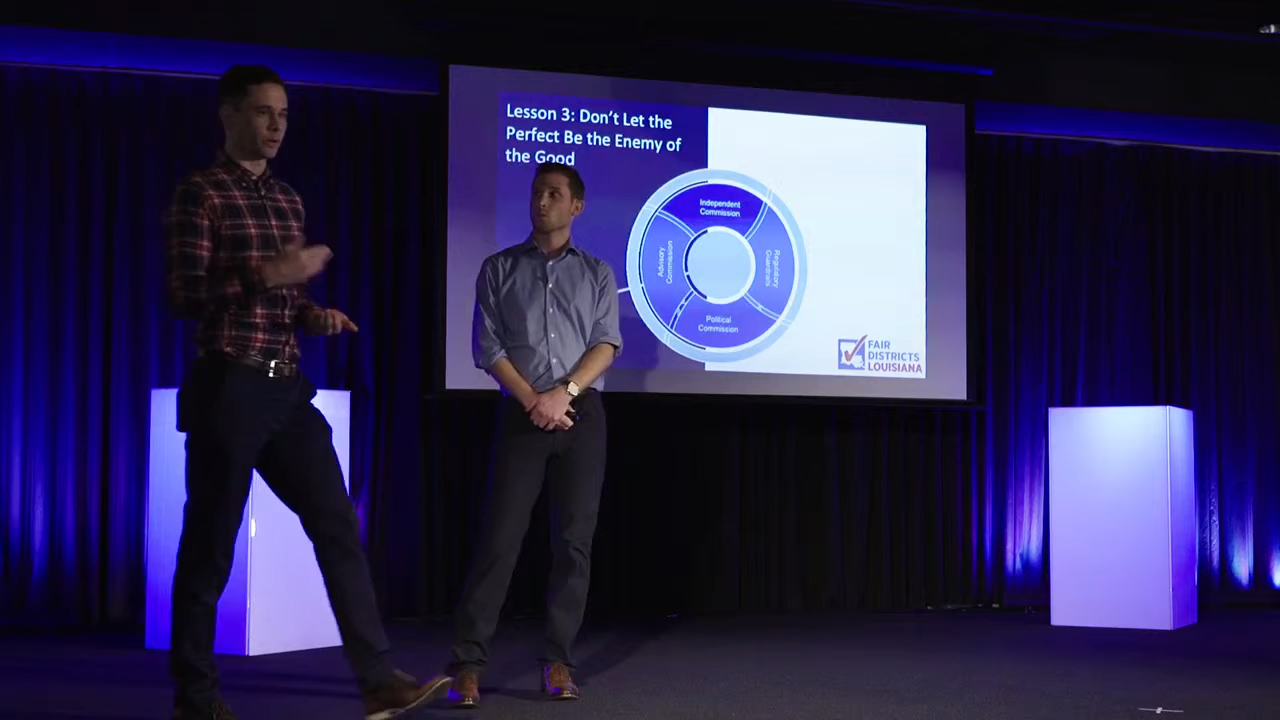 Lesson 3: Don't Let the
Perfect Be the Enemy of
the Good
Independent
Commission
Advisory
Commission
Regulatory
Guardrails
Political
Commission
FAIR
DISTRICTS
LOUISIANA